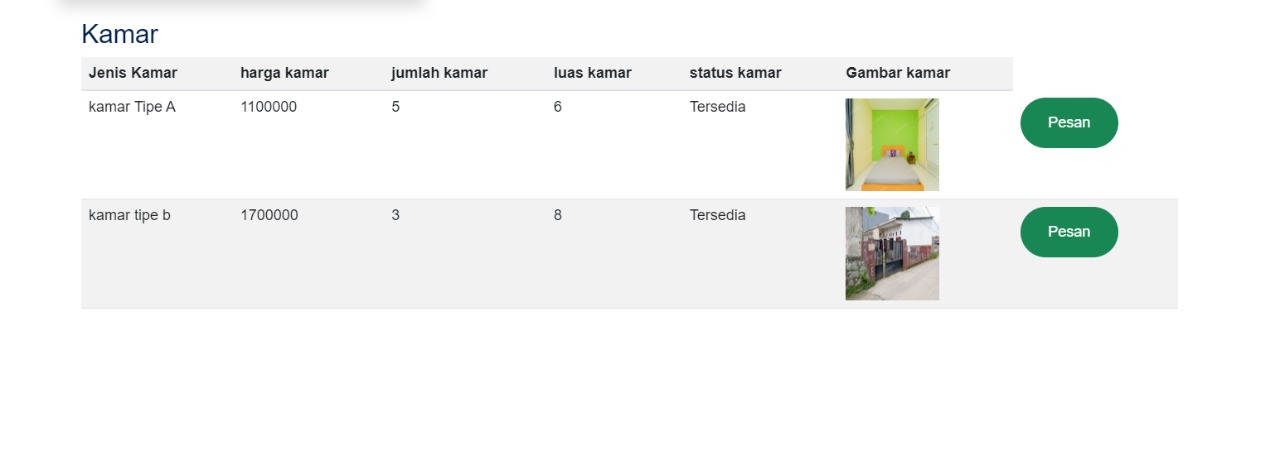 Kamar
Jenis Kamar harga kamar jumlah kamar luas kamar status kamar Gambar kamar
kamar Tipe A 1100000 5 6 Tersedia Pesan
kamar tipe b 1700000 3 8 Tersedia Pesan